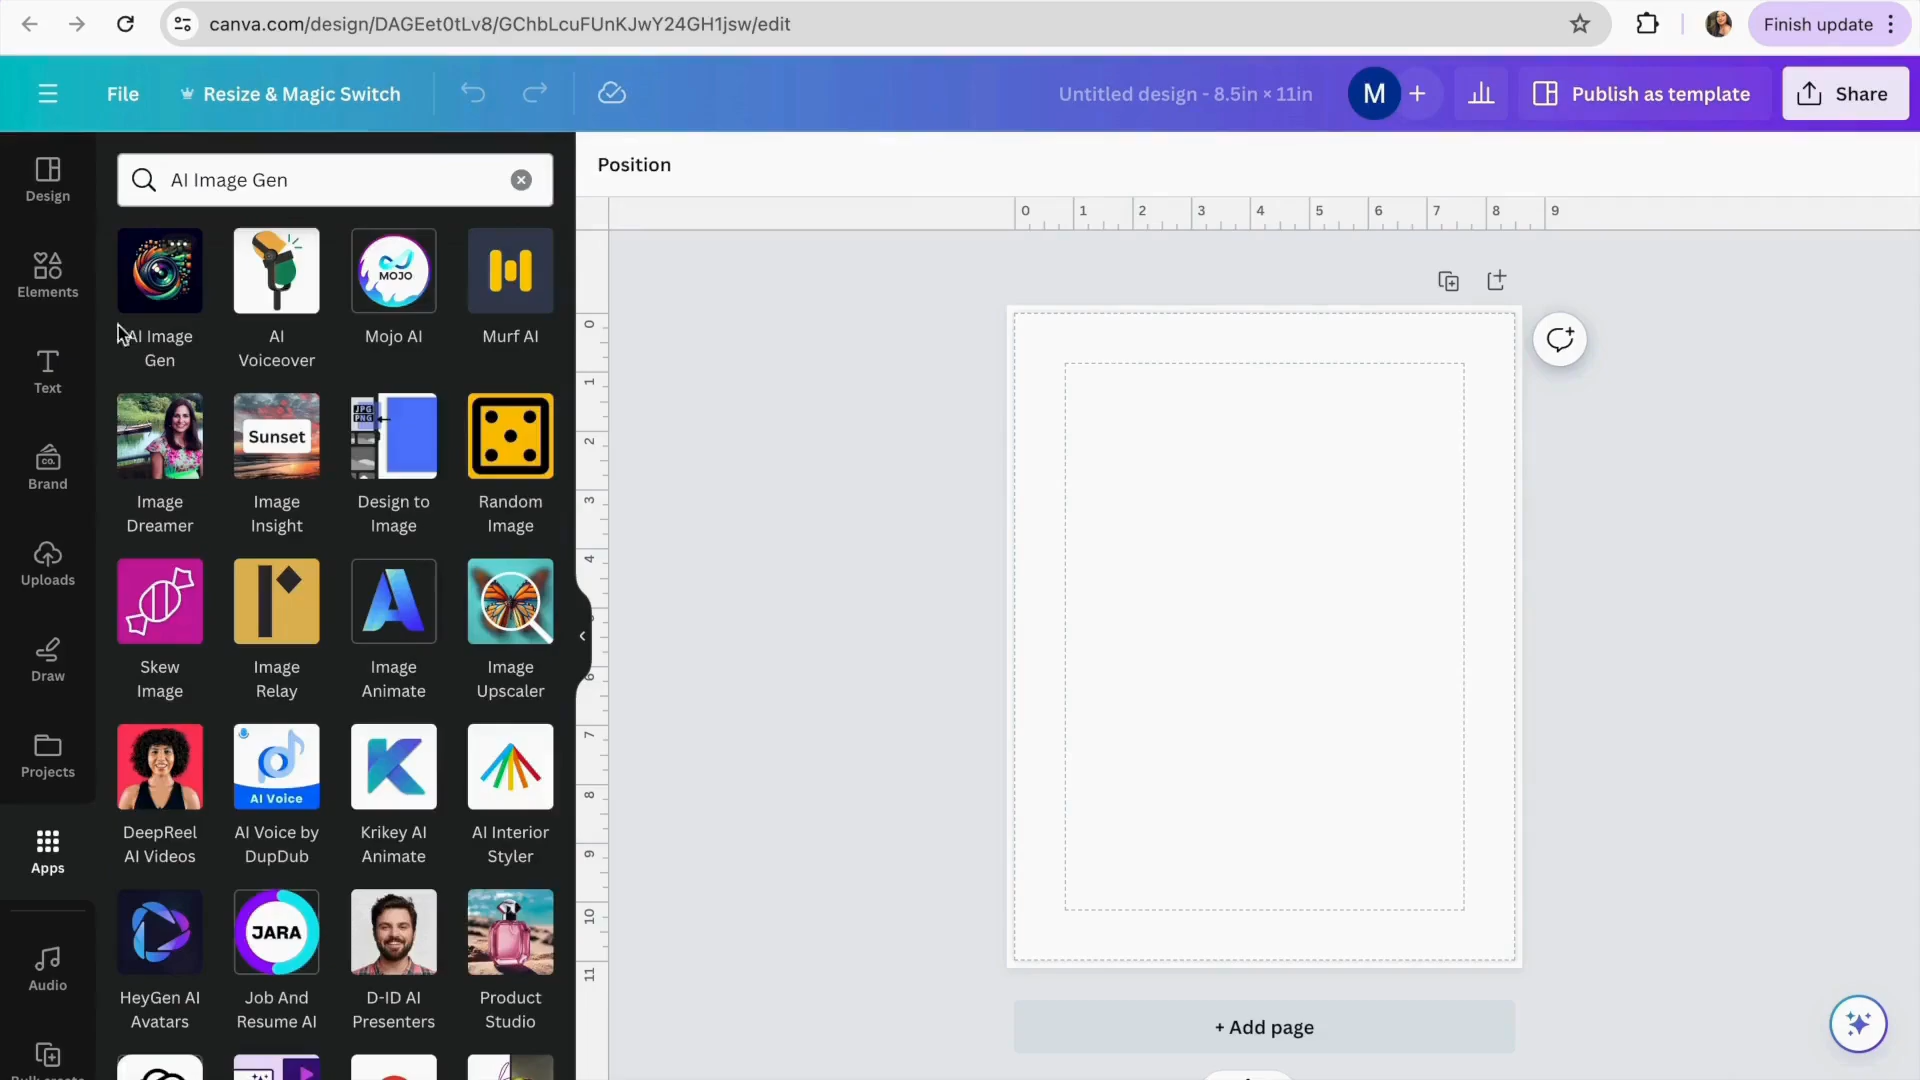 canva.com/design/DAGEet0tLv8/GChbLcuFUnKJwY24GH1jsw/edit
Finish update
File
Resize & Magic Switch
Untitled design - 8.5in × 11in
M
Publish as template
Share
Design
Elements
Text
Brand
Uploads
Draw
Projects
Apps
Audio
AI Image Gen
AI Image
Gen
AI
Voiceover
MOJO
Mojo AI
Murf AI
Image
Dreamer
Sunset
Image
Insight
JPG
PNG
Design to
Image
Random
Image
Skew
Image
Image
Relay
Image
Animate
Image
Upscaler
DeepReel
AI Videos
AI Voice
AI Voice by
DupDub
Krikey AI
Animate
AI Interior
Styler
HeyGen AI
Avatars
JARA
Job And
Resume AI
D-ID AI
Presenters
Product
Studio
Position
0 1 2 3 4 5 6 7 8 9
0
1
2
3
4
6
7
8
9
10
11
+ Add page
CO.